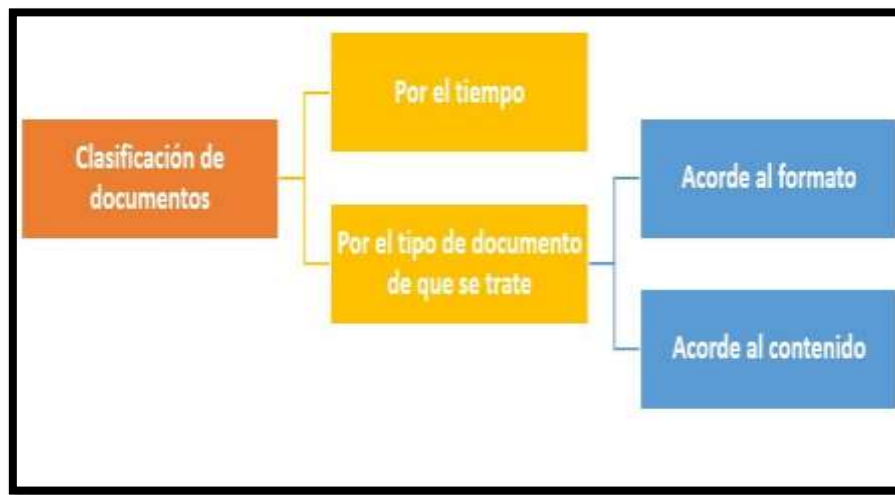 Clasificación de
documentos
Por el tiempo
Por el tipo de documento
de que se trate
Acorde al formato
Acorde al contenido